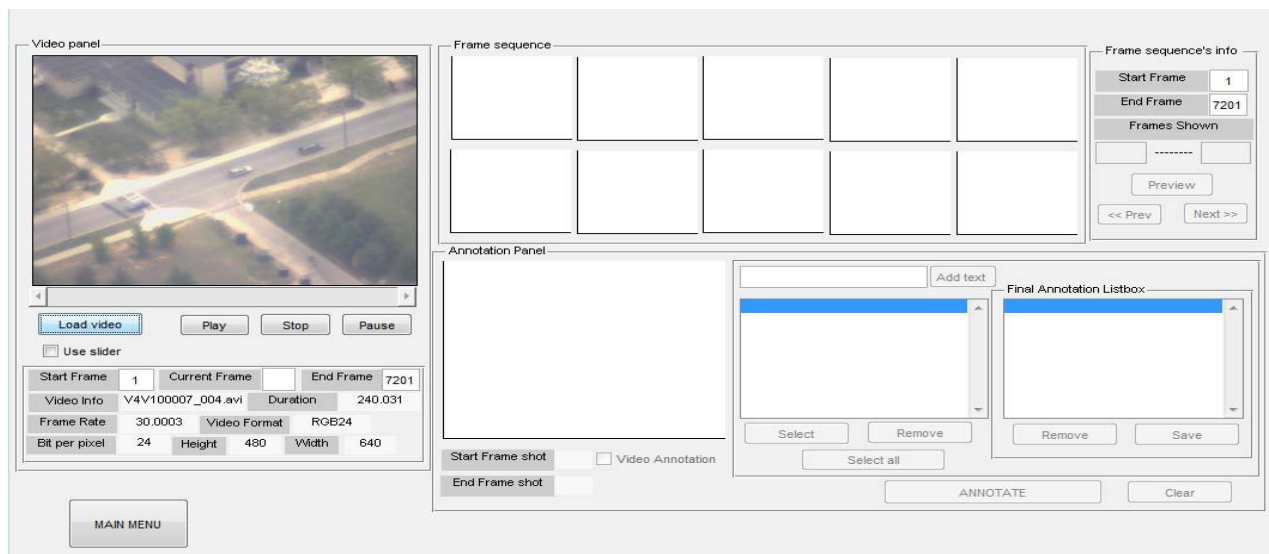 Video panel
Load video Play Stop Pause
Use slider
Start Frame 1 Current Frame End Frame 7201
Video Info V4V100007_004.avi Duration 240.031
Frame Rate 30.0003 Video Format RGB24
Bit per pixel 24 Height 480 Width 640
MAIN MENU
Frame sequence
Frame sequence's info
Start Frame 1
End Frame 7201
Frames Shown
--------
Preview
<< Prev Next >>
Annotation Panel
Start Frame shot Video Annotation
End Frame shot
Add text
Select Remove
Select all
Final Annotation Listbox
Remove Save
ANNOTATE Clear